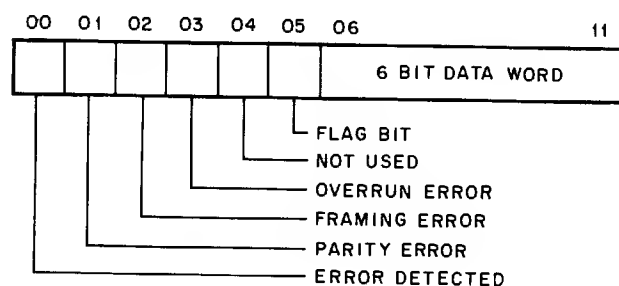 00 01 02 03 04 05 06 11
6 BIT DATA WORD
FLAG BIT
NOT USED
OVERRUN ERROR
FRAMING ERROR
PARITY ERROR
ERROR DETECTED